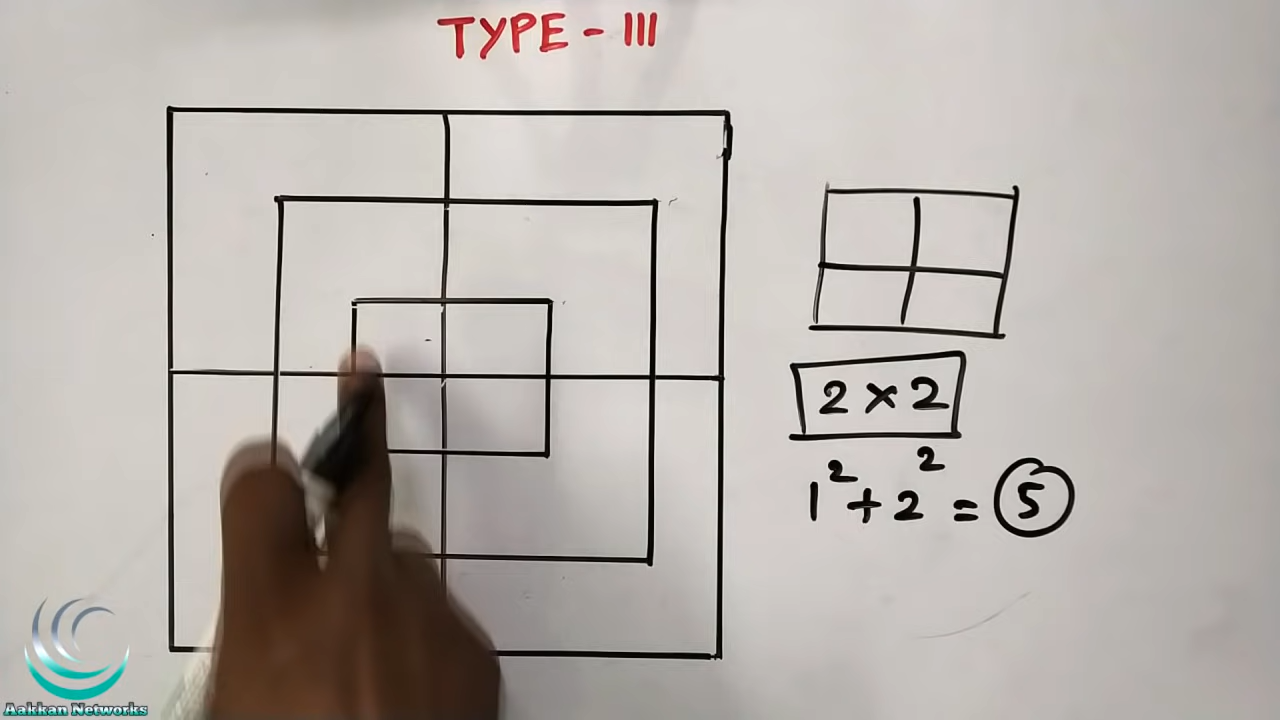 TYPE - III
2 × 2
1² + 2² = 5
Aakkan Networks